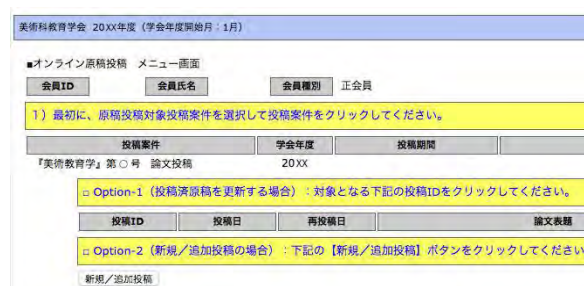 美術科教育学会 20XX年度（学会年度開始月：1月）
■オンライン原稿投稿 メニュー画面
会員ID 会員氏名 会員種別 正会員
1）最初に、原稿投稿対象投稿案件を選択して投稿案件をクリックしてください。
投稿案件 学会年度 投稿期間
『美術教育学』第○号 論文投稿 20XX
□ Option-1（投稿済原稿を更新する場合）：対象となる下記の投稿IDをクリックしてください。
投稿ID 投稿日 再投稿日 論文表題
□ Option-2（新規／追加投稿の場合）：下記の【新規／追加投稿】ボタンをクリックしてください
新規／追加投稿